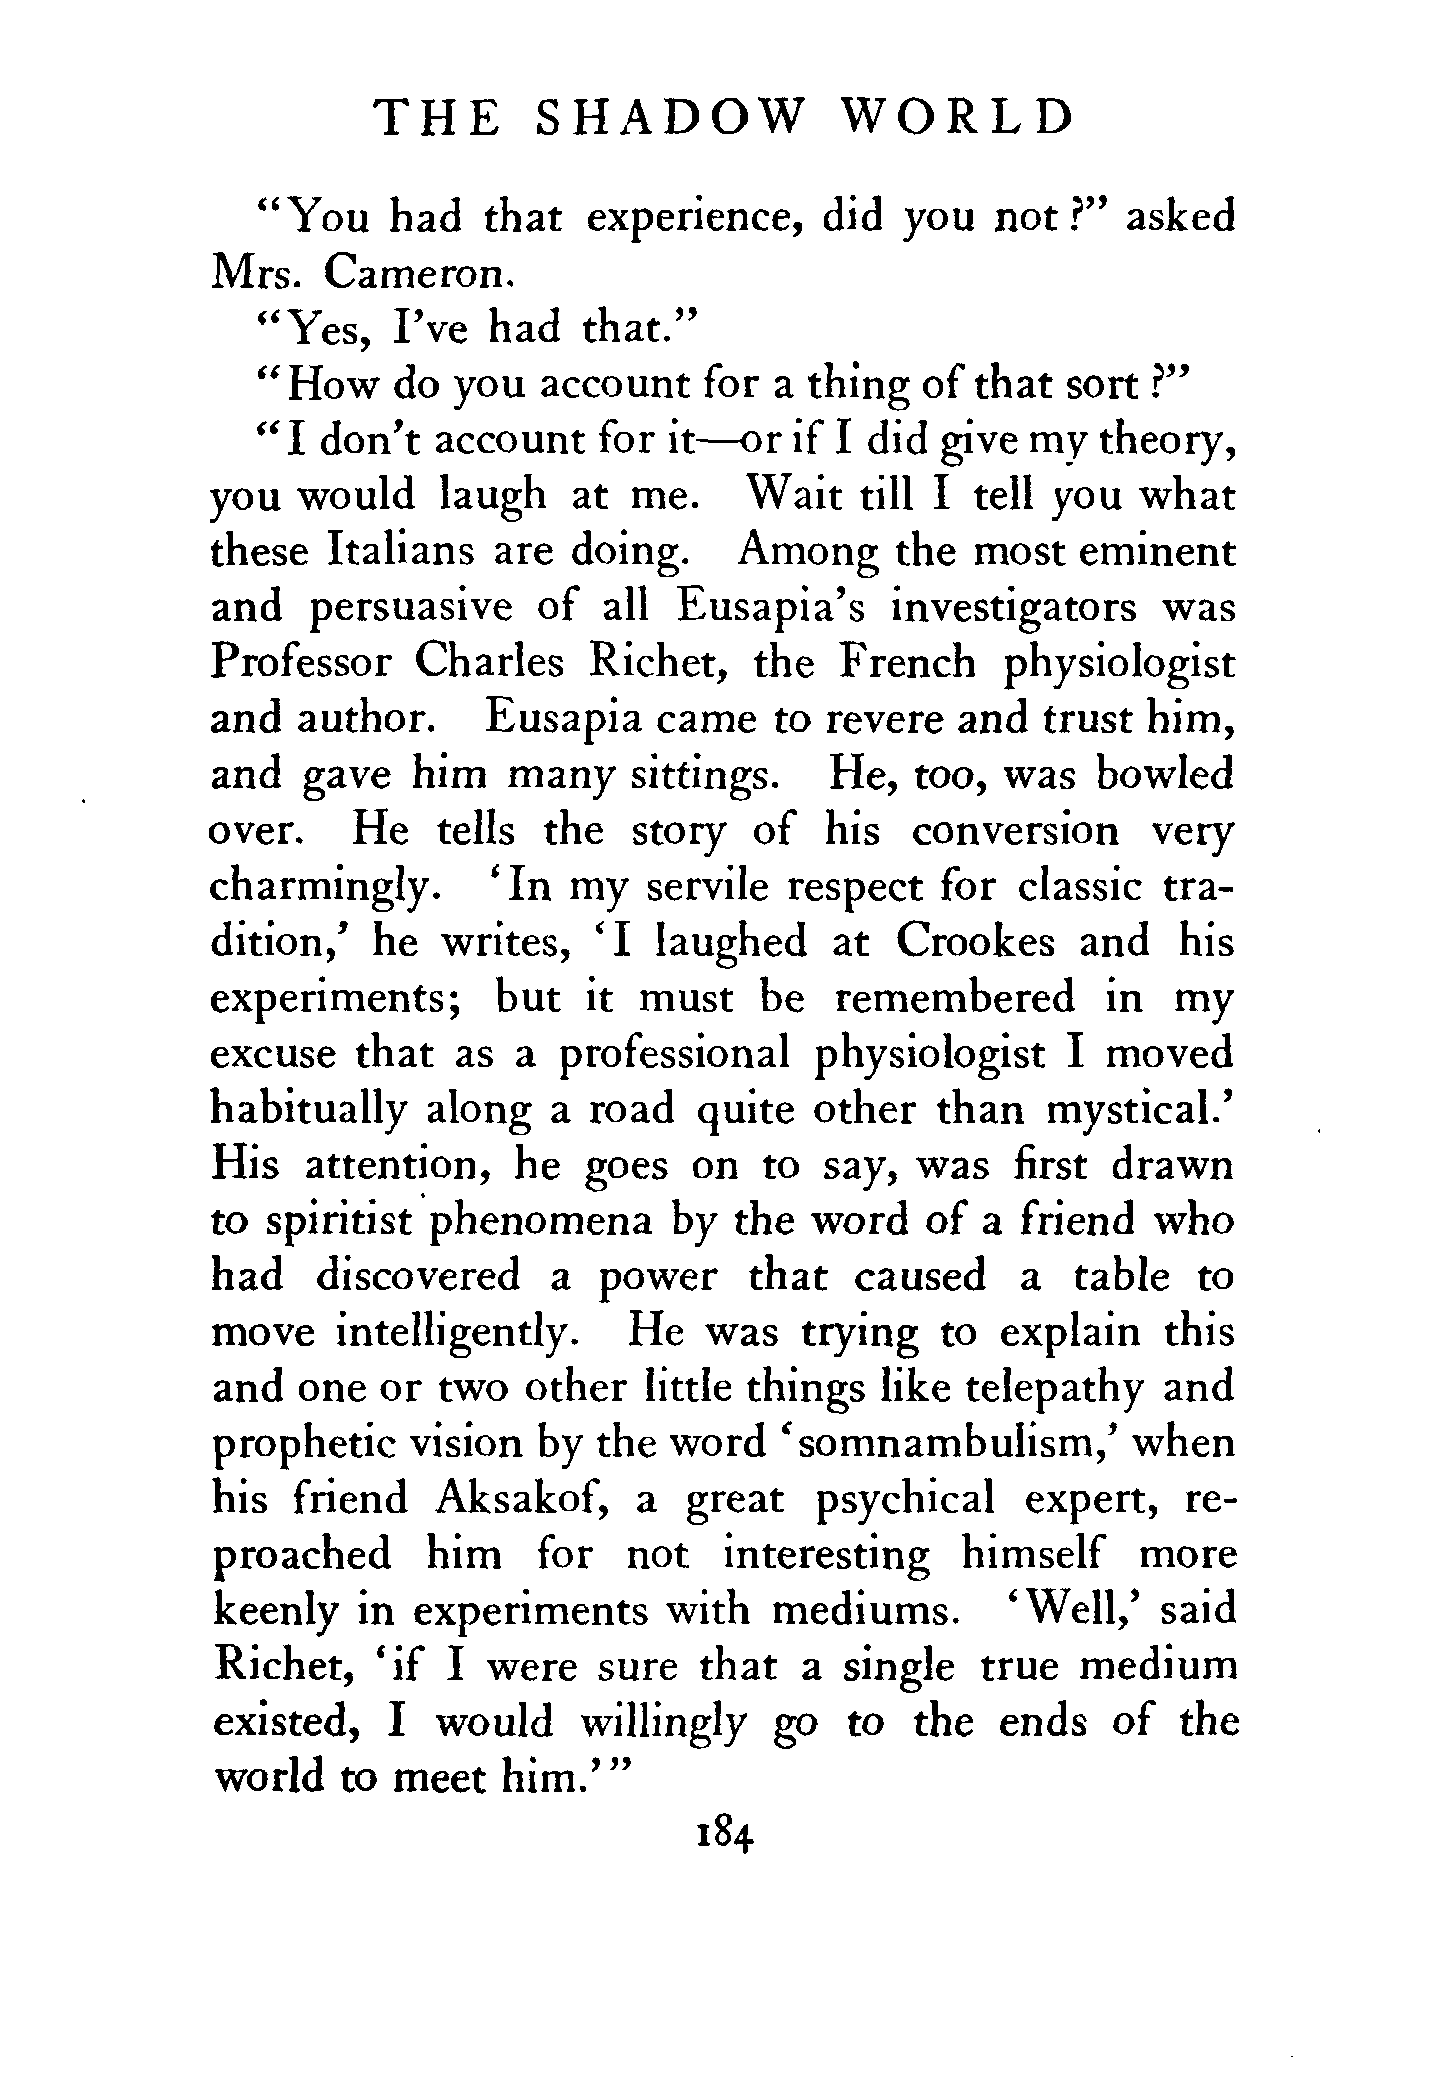 THE SHADOW WORLD
“You had that experience, did you not?” asked
Mrs. Cameron.
“Yes, I’ve had that.”
“How do you account for a thing of that sort?”
“I don’t account for it—or if I did give my theory,
you would laugh at me. Wait till I tell you what
these Italians are doing. Among the most eminent
and persuasive of all Eusapia’s investigators was
Professor Charles Richet, the French physiologist
and author. Eusapia came to revere and trust him,
and gave him many sittings. He, too, was bowled
over. He tells the story of his conversion very
charmingly. ‘In my servile respect for classic tra-
dition,’ he writes, ‘I laughed at Crookes and his
experiments; but it must be remembered in my
excuse that as a professional physiologist I moved
habitually along a road quite other than mystical.’
His attention, he goes on to say, was first drawn
to spiritist phenomena by the word of a friend who
had discovered a power that caused a table to
move intelligently. He was trying to explain this
and one or two other little things like telepathy and
prophetic vision by the word ‘somnambulism,’ when
his friend Aksakof, a great psychical expert, re-
proached him for not interesting himself more
keenly in experiments with mediums. ‘Well,’ said
Richet, ‘if I were sure that a single true medium
existed, I would willingly go to the ends of the
world to meet him.’”
184